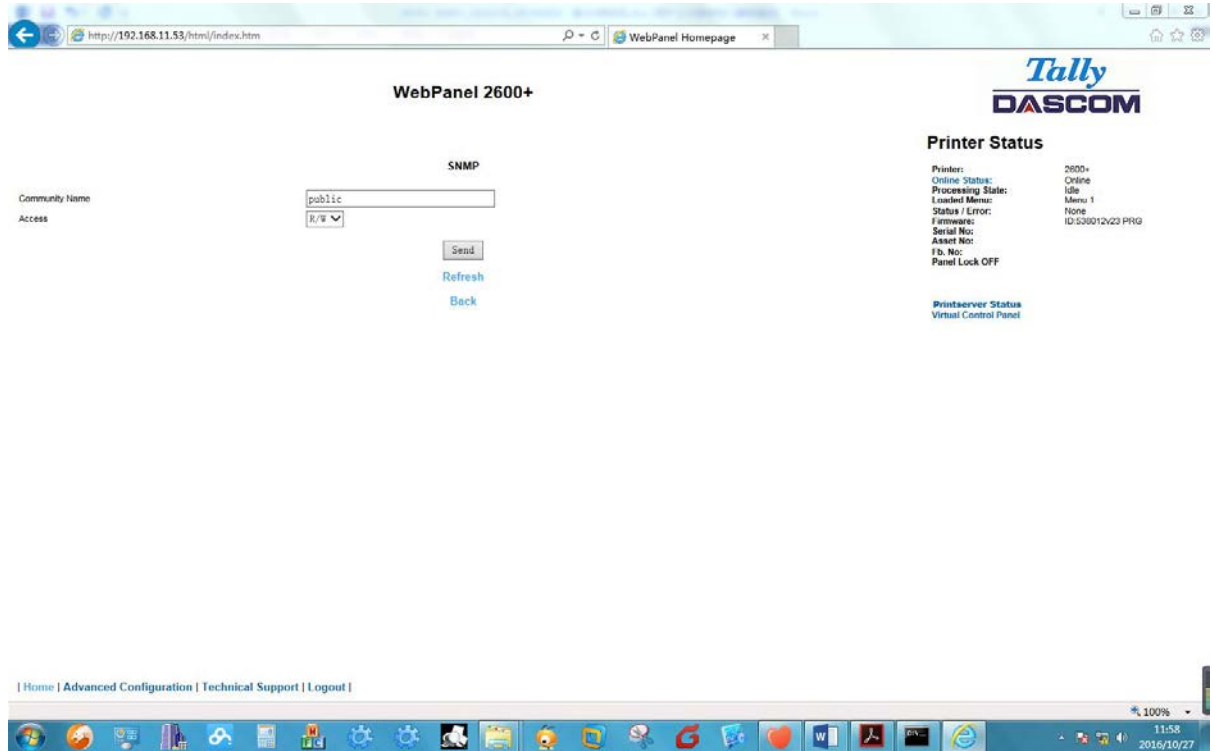 http://192.168.11.53/html/index.htm
WebPanel Homepage
WebPanel 2600+
Tally
DASCOM
SNMP
Community Name public
Access R/W
Send
Refresh
Back
Printer Status
Printer: 2600+
Online Status: Online
Processing State: Idle
Loaded Menu: Menu 1
Status / Error: None
Firmware: ID:538012v23 PRG
Serial No:
Asset No:
Fb. No:
Panel Lock OFF
Printserver Status
Virtual Control Panel
| Home | Advanced Configuration | Technical Support | Logout |
100%
11:58
2016/10/27